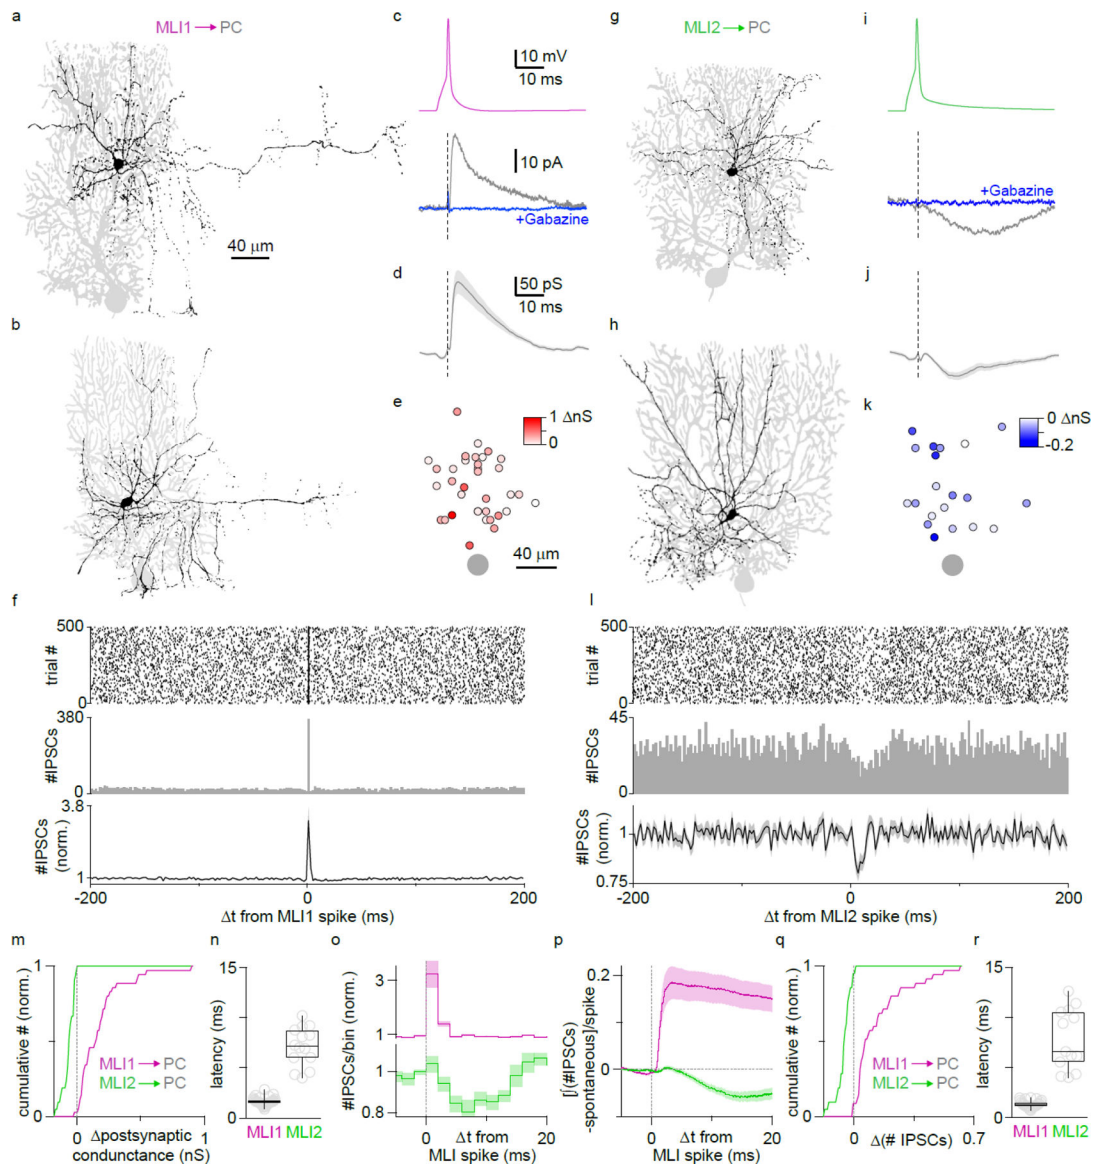 a
MLI1 PC
40 µm
b
c
10 mV
10 ms
10 pA
+Gabazine
d
50 pS
10 ms
e
1 ΔnS
0
40 µm
g
MLI2 PC
h
i
+Gabazine
j
k
0 ΔnS
-0.2
f
500
trial #
0
380
#IPSCs
0
3.8
#IPSCs
(norm.)
1
-200 0 200
Δt from MLI1 spike (ms)
l
500
trial #
0
45
#IPSCs
0
1
#IPSCs
(norm.)
0.75
-200 0 200
Δt from MLI2 spike (ms)
m
1
cumulative # (norm.)
0
MLI1 PC
MLI2 PC
0 1
Δpostsynaptic
condunctance (nS)
n
15
latency (ms)
0
MLI1 MLI2
o
3
1
1
0.8
#IPSCs/bin (norm.)
0 20
Δt from
MLI spike (ms)
p
0.2
0
[∫(#IPSCs)
-spontaneous]/spike
0 20
Δt from
MLI spike (ms)
q
1
cumulative # (norm.)
0
MLI1 PC
MLI2 PC
0 0.7
Δ(# IPSCs)
r
15
latency (ms)
0
MLI1 MLI2